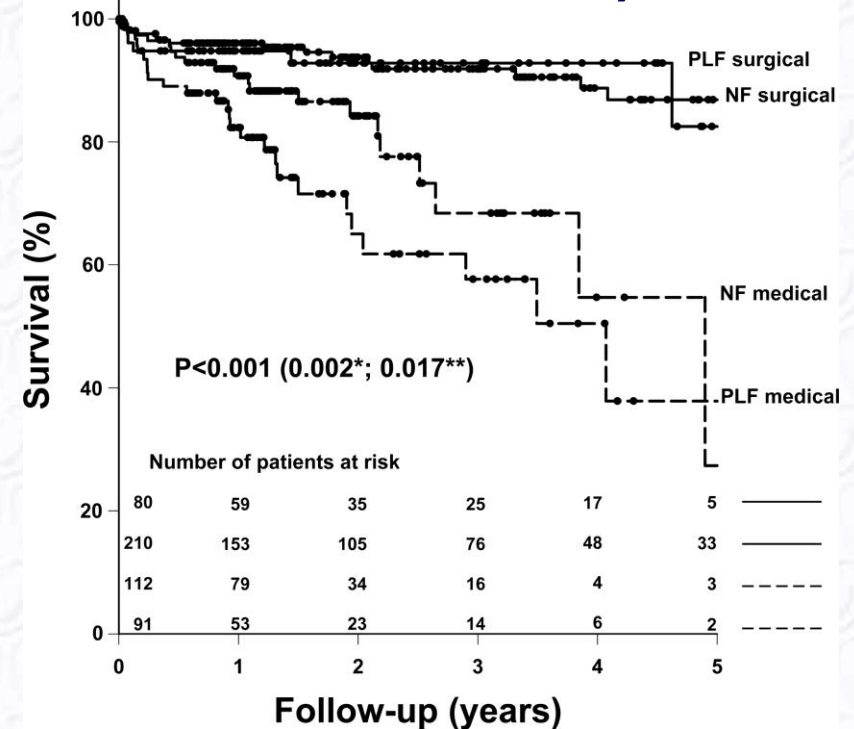 100
PLF surgical
NF surgical
80
60
NF medical
P<0.001 (0.002*; 0.017**)
40
PLF medical
Number of patients at risk
80 59 35 25 17 5
20
210 153 105 76 48 33
112 79 34 16 4 3
91 53 23 14 6 2
0
0 1 2 3 4 5
Survival (%)
Follow-up (years)